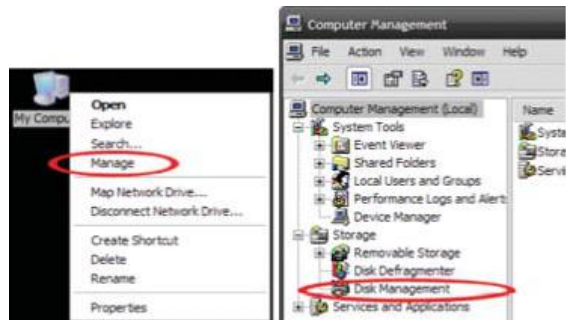 My Compu
Open
Explore
Search...
Manage
Map Network Drive....
Disconnect Network Drive...
Create Shortcut
Delete
Rename
Properties
Computer Management
File Action View Window Help
Computer Management (Local)
System Tools
Event Viewer
Shared Folders
Local Users and Groups
Performance Logs and Alert
Device Manager
Storage
Removable Storage
Disk Defragmenter
Disk Management
Services and Applications
Name
Syste
Stora
Servi